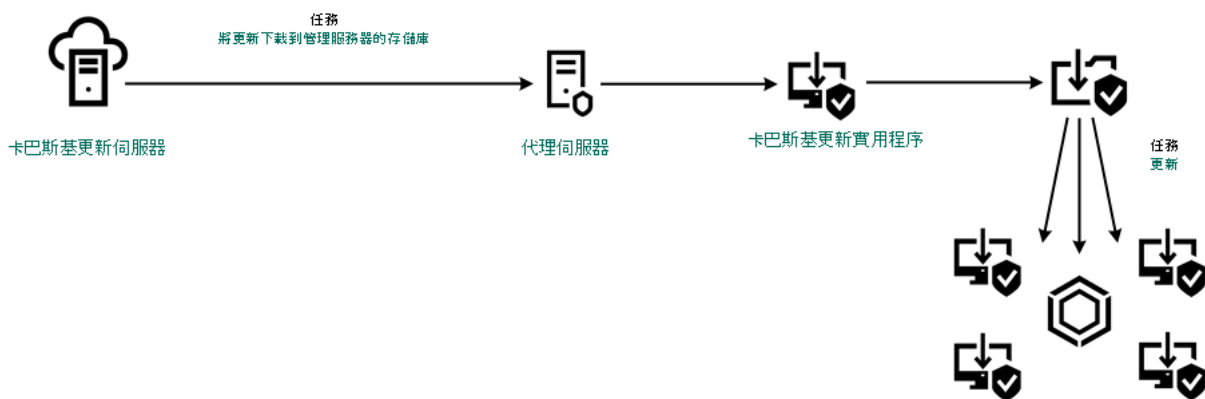 任務
將更新下載到管理服務器的存儲庫
卡巴斯基更新伺服器
代理伺服器
卡巴斯基更新實用程序
任務
更新